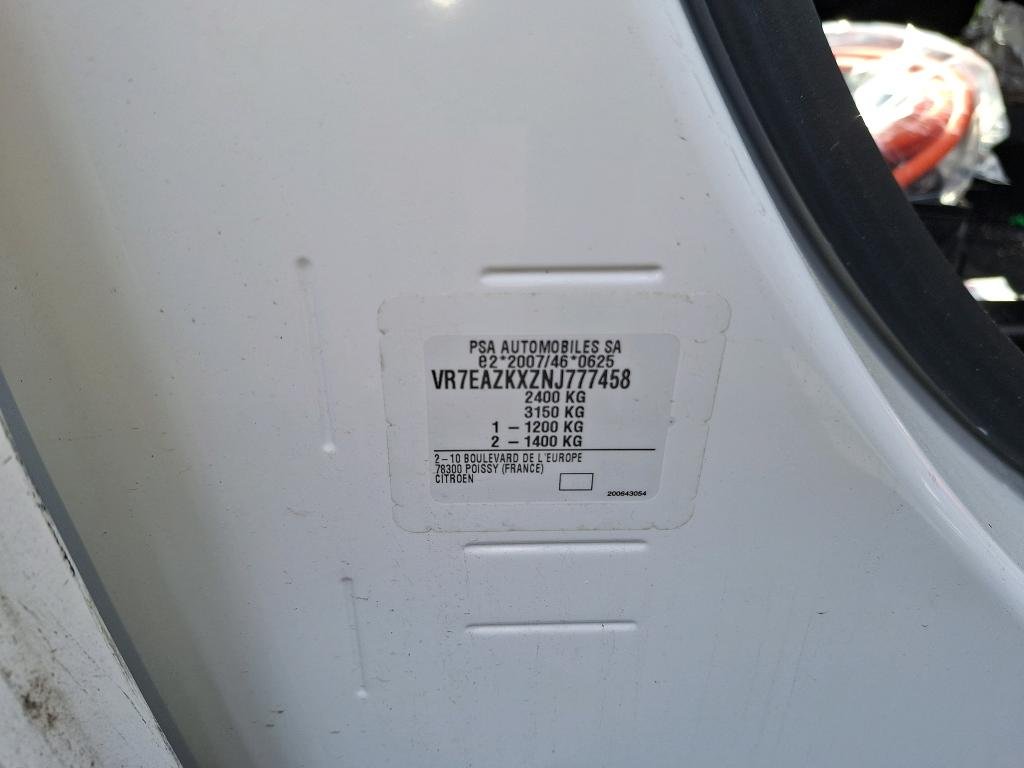 PSA AUTOMOBILES SA
e2*2007/46*0625
VR7EAZKXZNJ777458
2400 KG
3150 KG
1 - 1200 KG
2 - 1400 KG
2-10 BOULEVARD DE L'EUROPE
78300 POISSY (FRANCE)
CITROEN
200643054